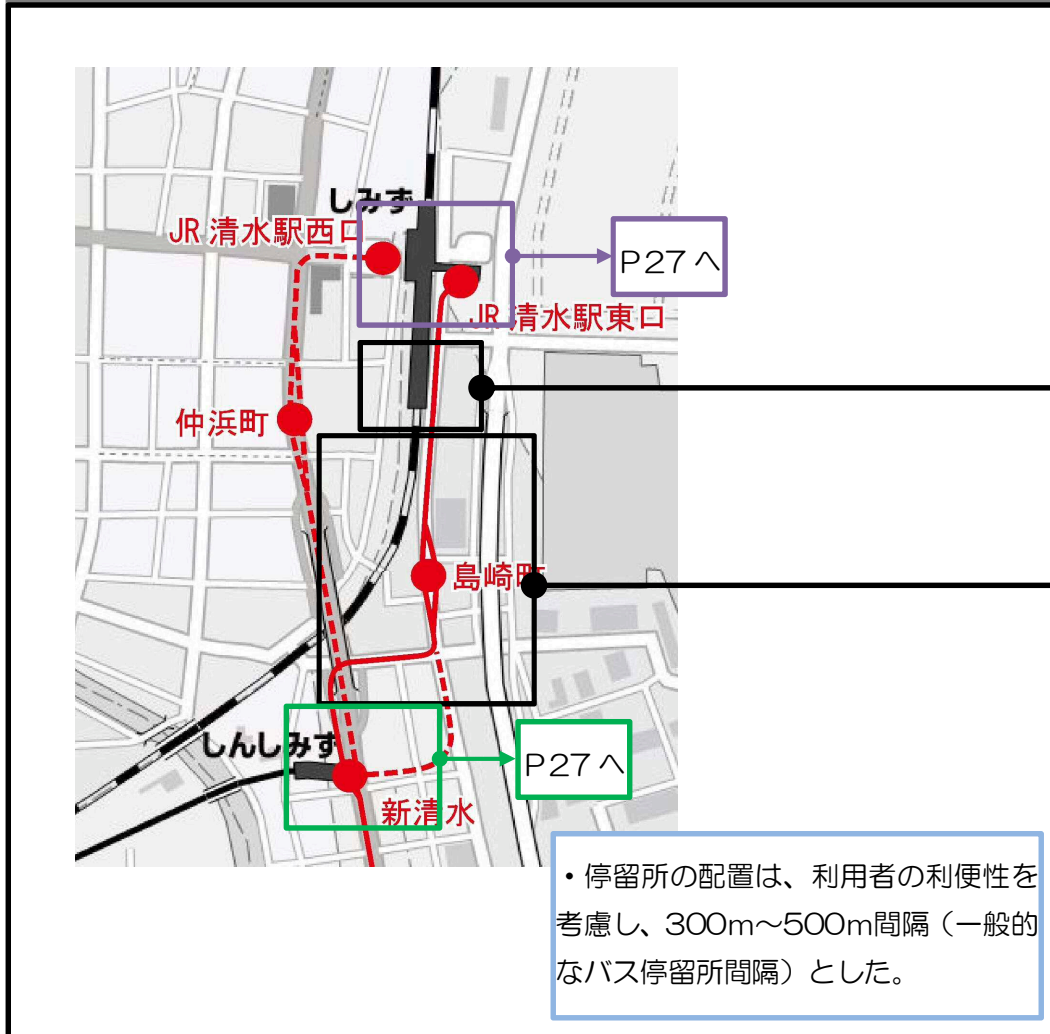 しみず
JR 清水駅西口
P27 へ
JR 清水駅東口
仲浜町
島崎町
しんしみず
P27 へ
新清水
・停留所の配置は、利用者の利便性を
考慮し、300m～500m間隔（一般的
なバス停留所間隔）とした。